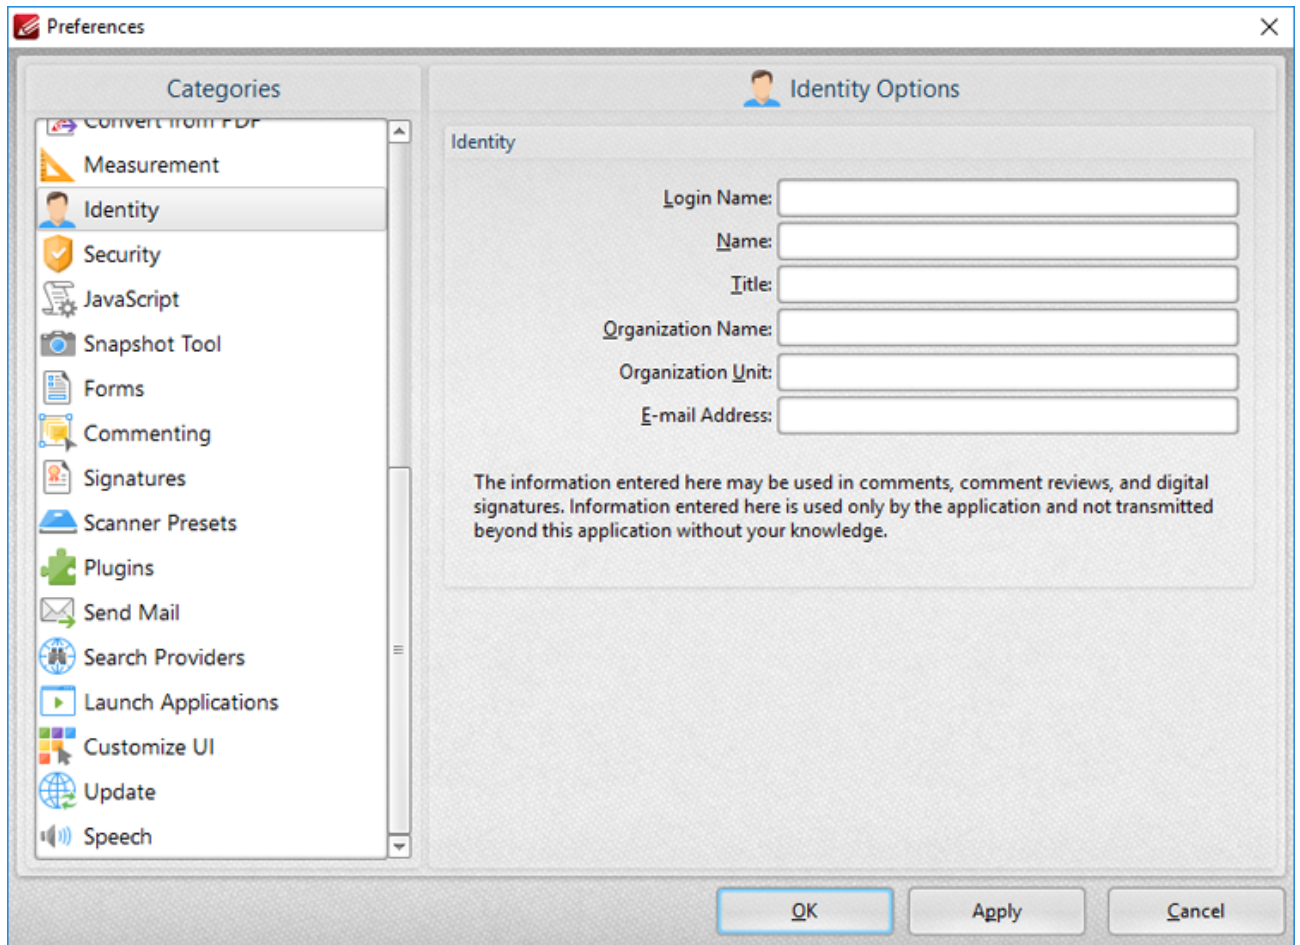 Preferences
Categories
Convert from PDF
Measurement
Identity
Security
JavaScript
Snapshot Tool
Forms
Commenting
Signatures
Scanner Presets
Plugins
Send Mail
Search Providers
Launch Applications
Customize UI
Update
Speech
Identity Options
Identity
Login Name:
Name:
Title:
Organization Name:
Organization Unit:
E-mail Address:
The information entered here may be used in comments, comment reviews, and digital
signatures. Information entered here is used only by the application and not transmitted
beyond this application without your knowledge.
OK
Apply
Cancel